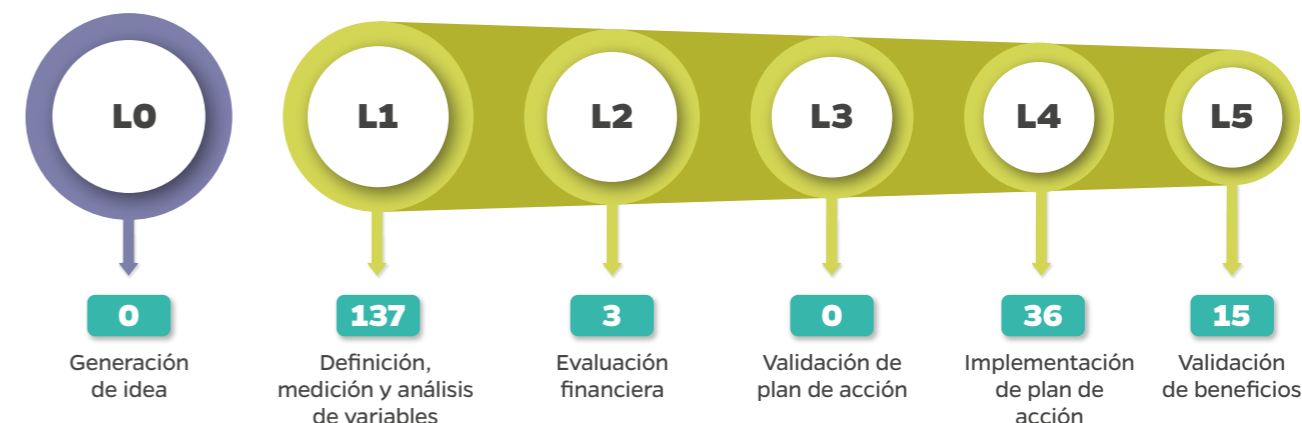 L0
L1
L2
L3
L4
L5
0
137
3
0
36
15
Generación
de idea
Definición,
medición y análisis
de variables
Evaluación
financiera
Validación de
plan de acción
Implementación
de plan de
acción
Validación
de beneficios